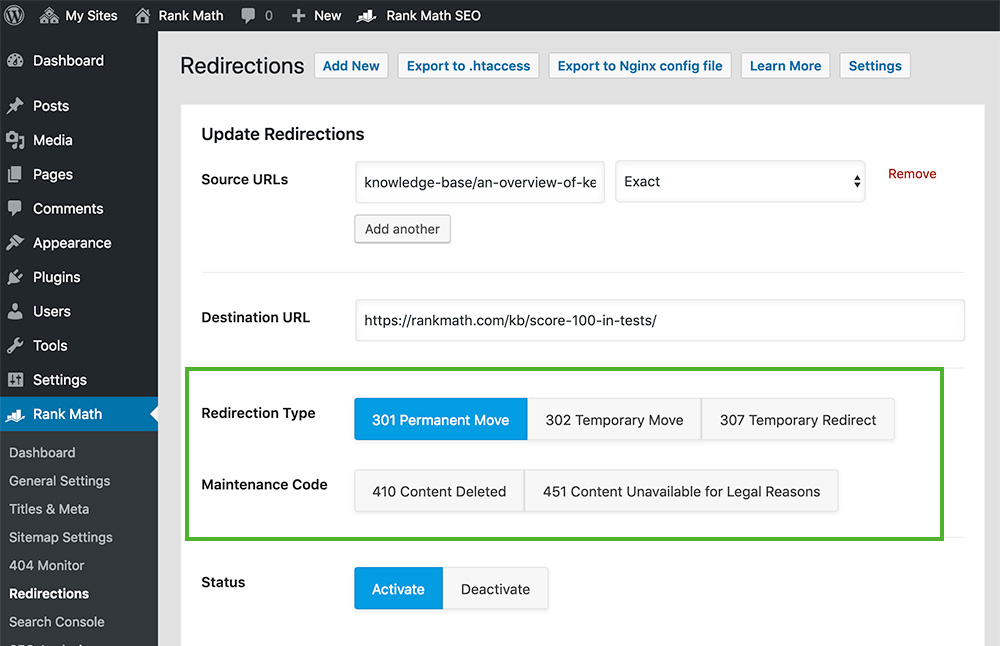 My Sites Rank Math 0 New Rank Math SEO
Dashboard
Posts
Media
Pages
Comments
Appearance
Plugins
Users
Tools
Settings
Rank Math
Dashboard
General Settings
Titles & Meta
Sitemap Settings
404 Monitor
Redirections
Search Console
Redirections Add New Export to .htaccess Export to Nginx config file Learn More Settings
Update Redirections
Source URLs knowledge-base/an-overview-of-ke Exact Remove
Add another
Destination URL https://rankmath.com/kb/score-100-in-tests/
Redirection Type 301 Permanent Move 302 Temporary Move 307 Temporary Redirect
Maintenance Code 410 Content Deleted 451 Content Unavailable for Legal Reasons
Status Activate Deactivate